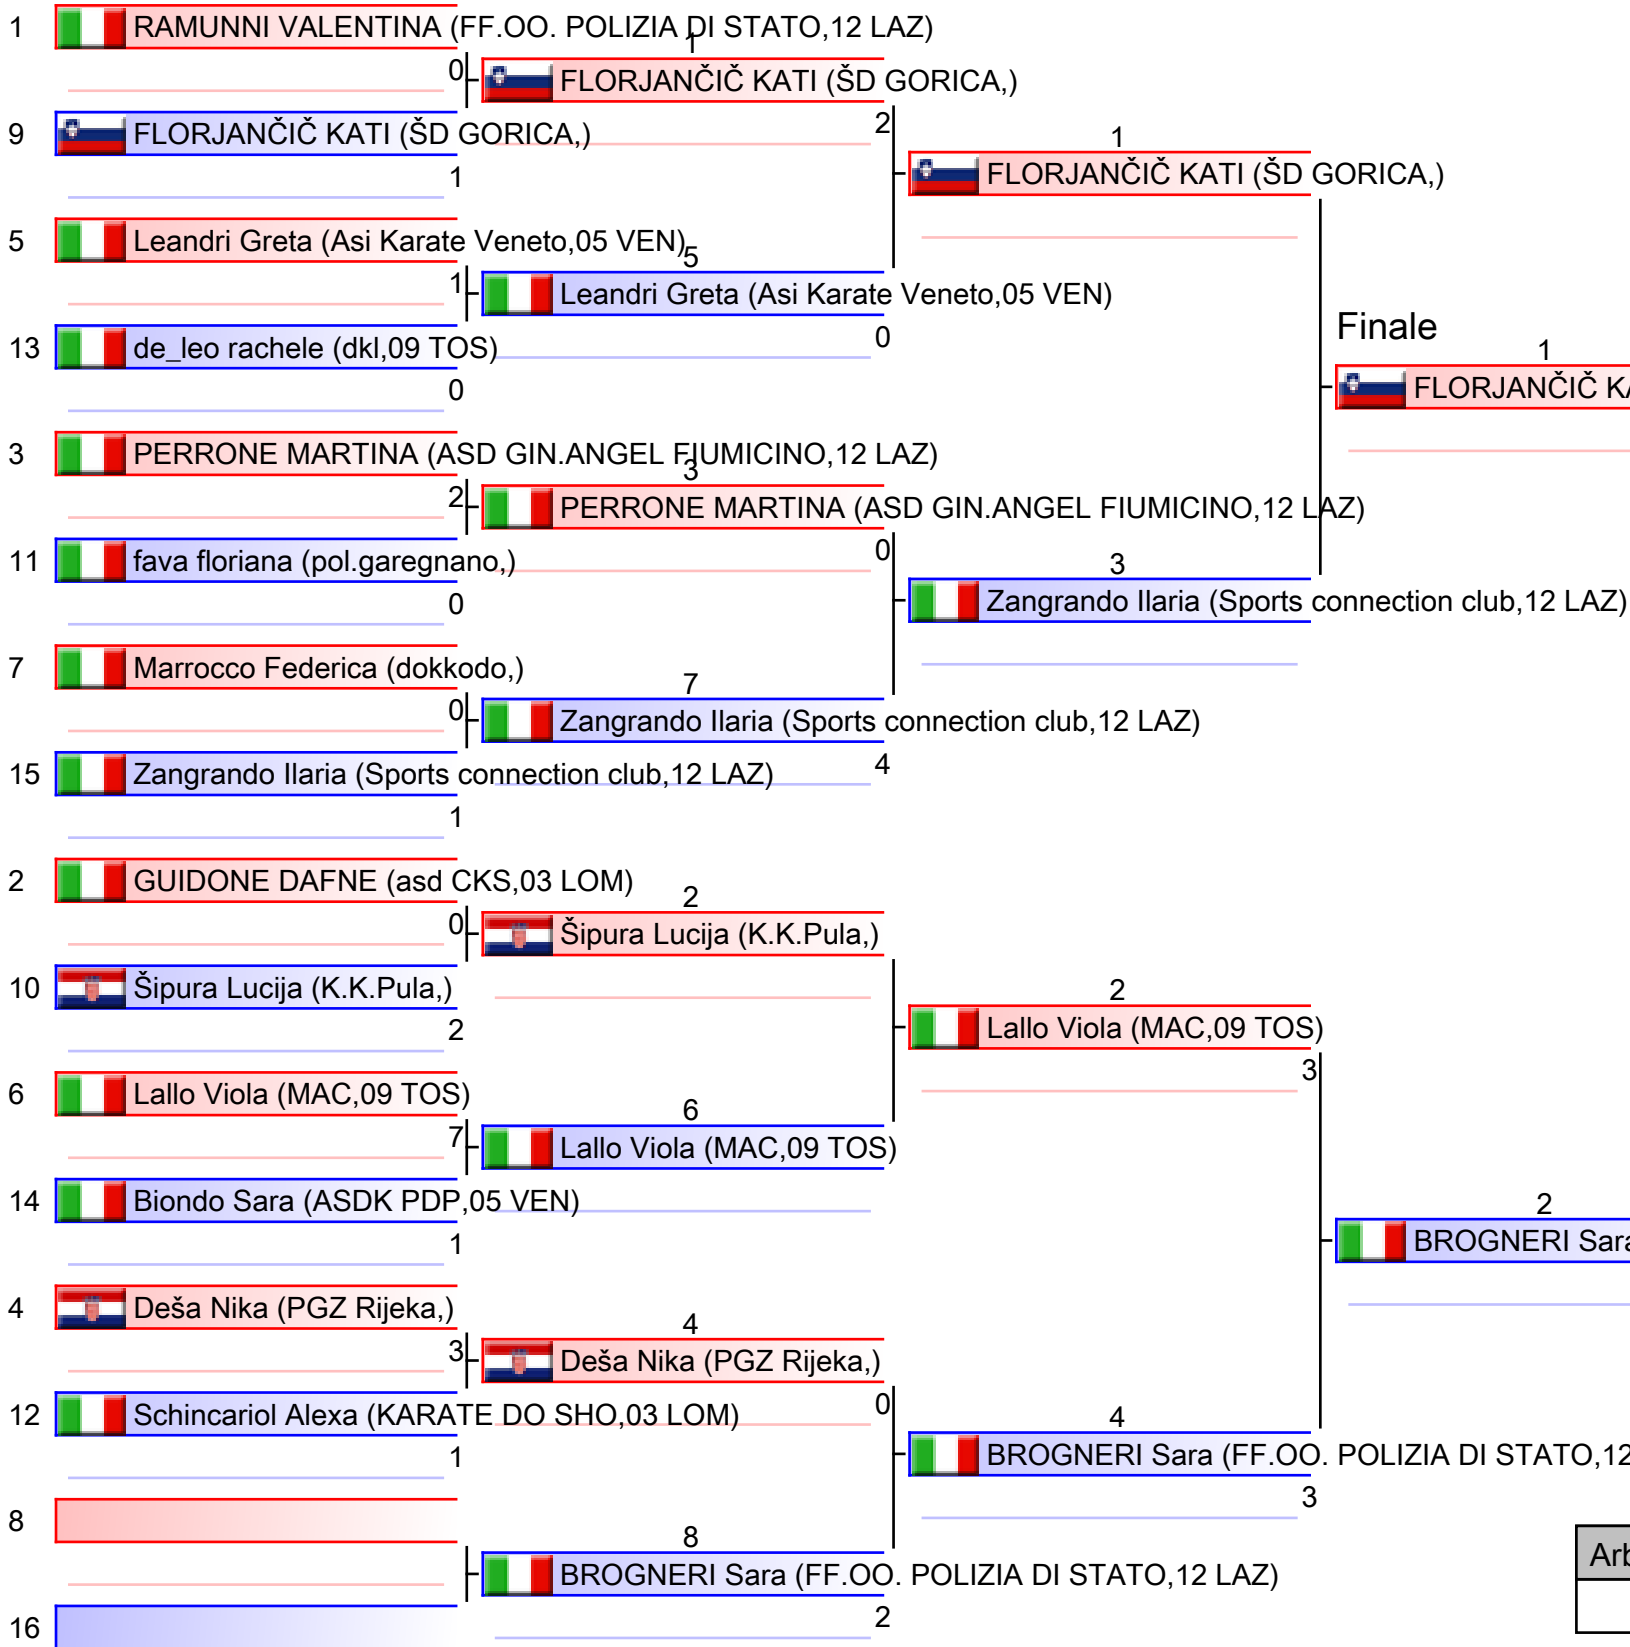 1 RAMUNNI VALENTINA (FF.OO. POLIZIA DI STATO,12 LAZ)
0
9 FLORJANČIČ KATI (ŠD GORICA,)
1
5 Leandri Greta (Asi Karate Veneto,05 VEN)
1
13 de_leo rachele (dkl,09 TOS)
0
3 PERRONE MARTINA (ASD GIN.ANGEL FIUMICINO,12 LAZ)
2
11 fava floriana (pol.garegnano,)
0
7 Marrocco Federica (dokkodo,)
0
15 Zangrando Ilaria (Sports connection club,12 LAZ)
1
2 GUIDONE DAFNE (asd CKS,03 LOM)
0
10 Šipura Lucija (K.K.Pula,)
2
6 Lallo Viola (MAC,09 TOS)
7
14 Biondo Sara (ASDK PDP,05 VEN)
1
4 Deša Nika (PGZ Rijeka,)
3
12 Schincariol Alexa (KARATE DO SHO,03 LOM)
1
8
16
1
FLORJANČIČ KATI (ŠD GORICA,)
2
5
Leandri Greta (Asi Karate Veneto,05 VEN)
0
3
PERRONE MARTINA (ASD GIN.ANGEL FIUMICINO,12 LAZ)
0
7
Zangrando Ilaria (Sports connection club,12 LAZ)
4
2
Šipura Lucija (K.K.Pula,)
6
Lallo Viola (MAC,09 TOS)
4
Deša Nika (PGZ Rijeka,)
0
8
BROGNERI Sara (FF.OO. POLIZIA DI STATO,12 LAZ)
2
1
FLORJANČIČ KATI (ŠD GORICA,)
3
Zangrando Ilaria (Sports connection club,12 LAZ)
2
Lallo Viola (MAC,09 TOS)
3
4
BROGNERI Sara (FF.OO. POLIZIA DI STATO,12
3
Finale
1
FLORJANČIČ KA
2
BROGNERI Sara
Arb